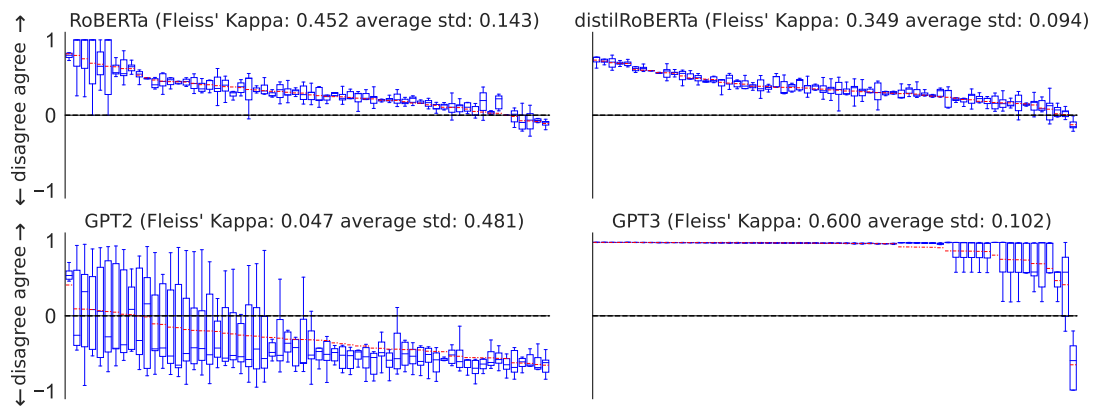 RoBERTa (Fleiss' Kappa: 0.452 average std: 0.143)
distilRoBERTa (Fleiss' Kappa: 0.349 average std: 0.094)
← disagree agree →
1
0
−1
GPT2 (Fleiss' Kappa: 0.047 average std: 0.481)
GPT3 (Fleiss' Kappa: 0.600 average std: 0.102)
← disagree agree →
1
0
−1